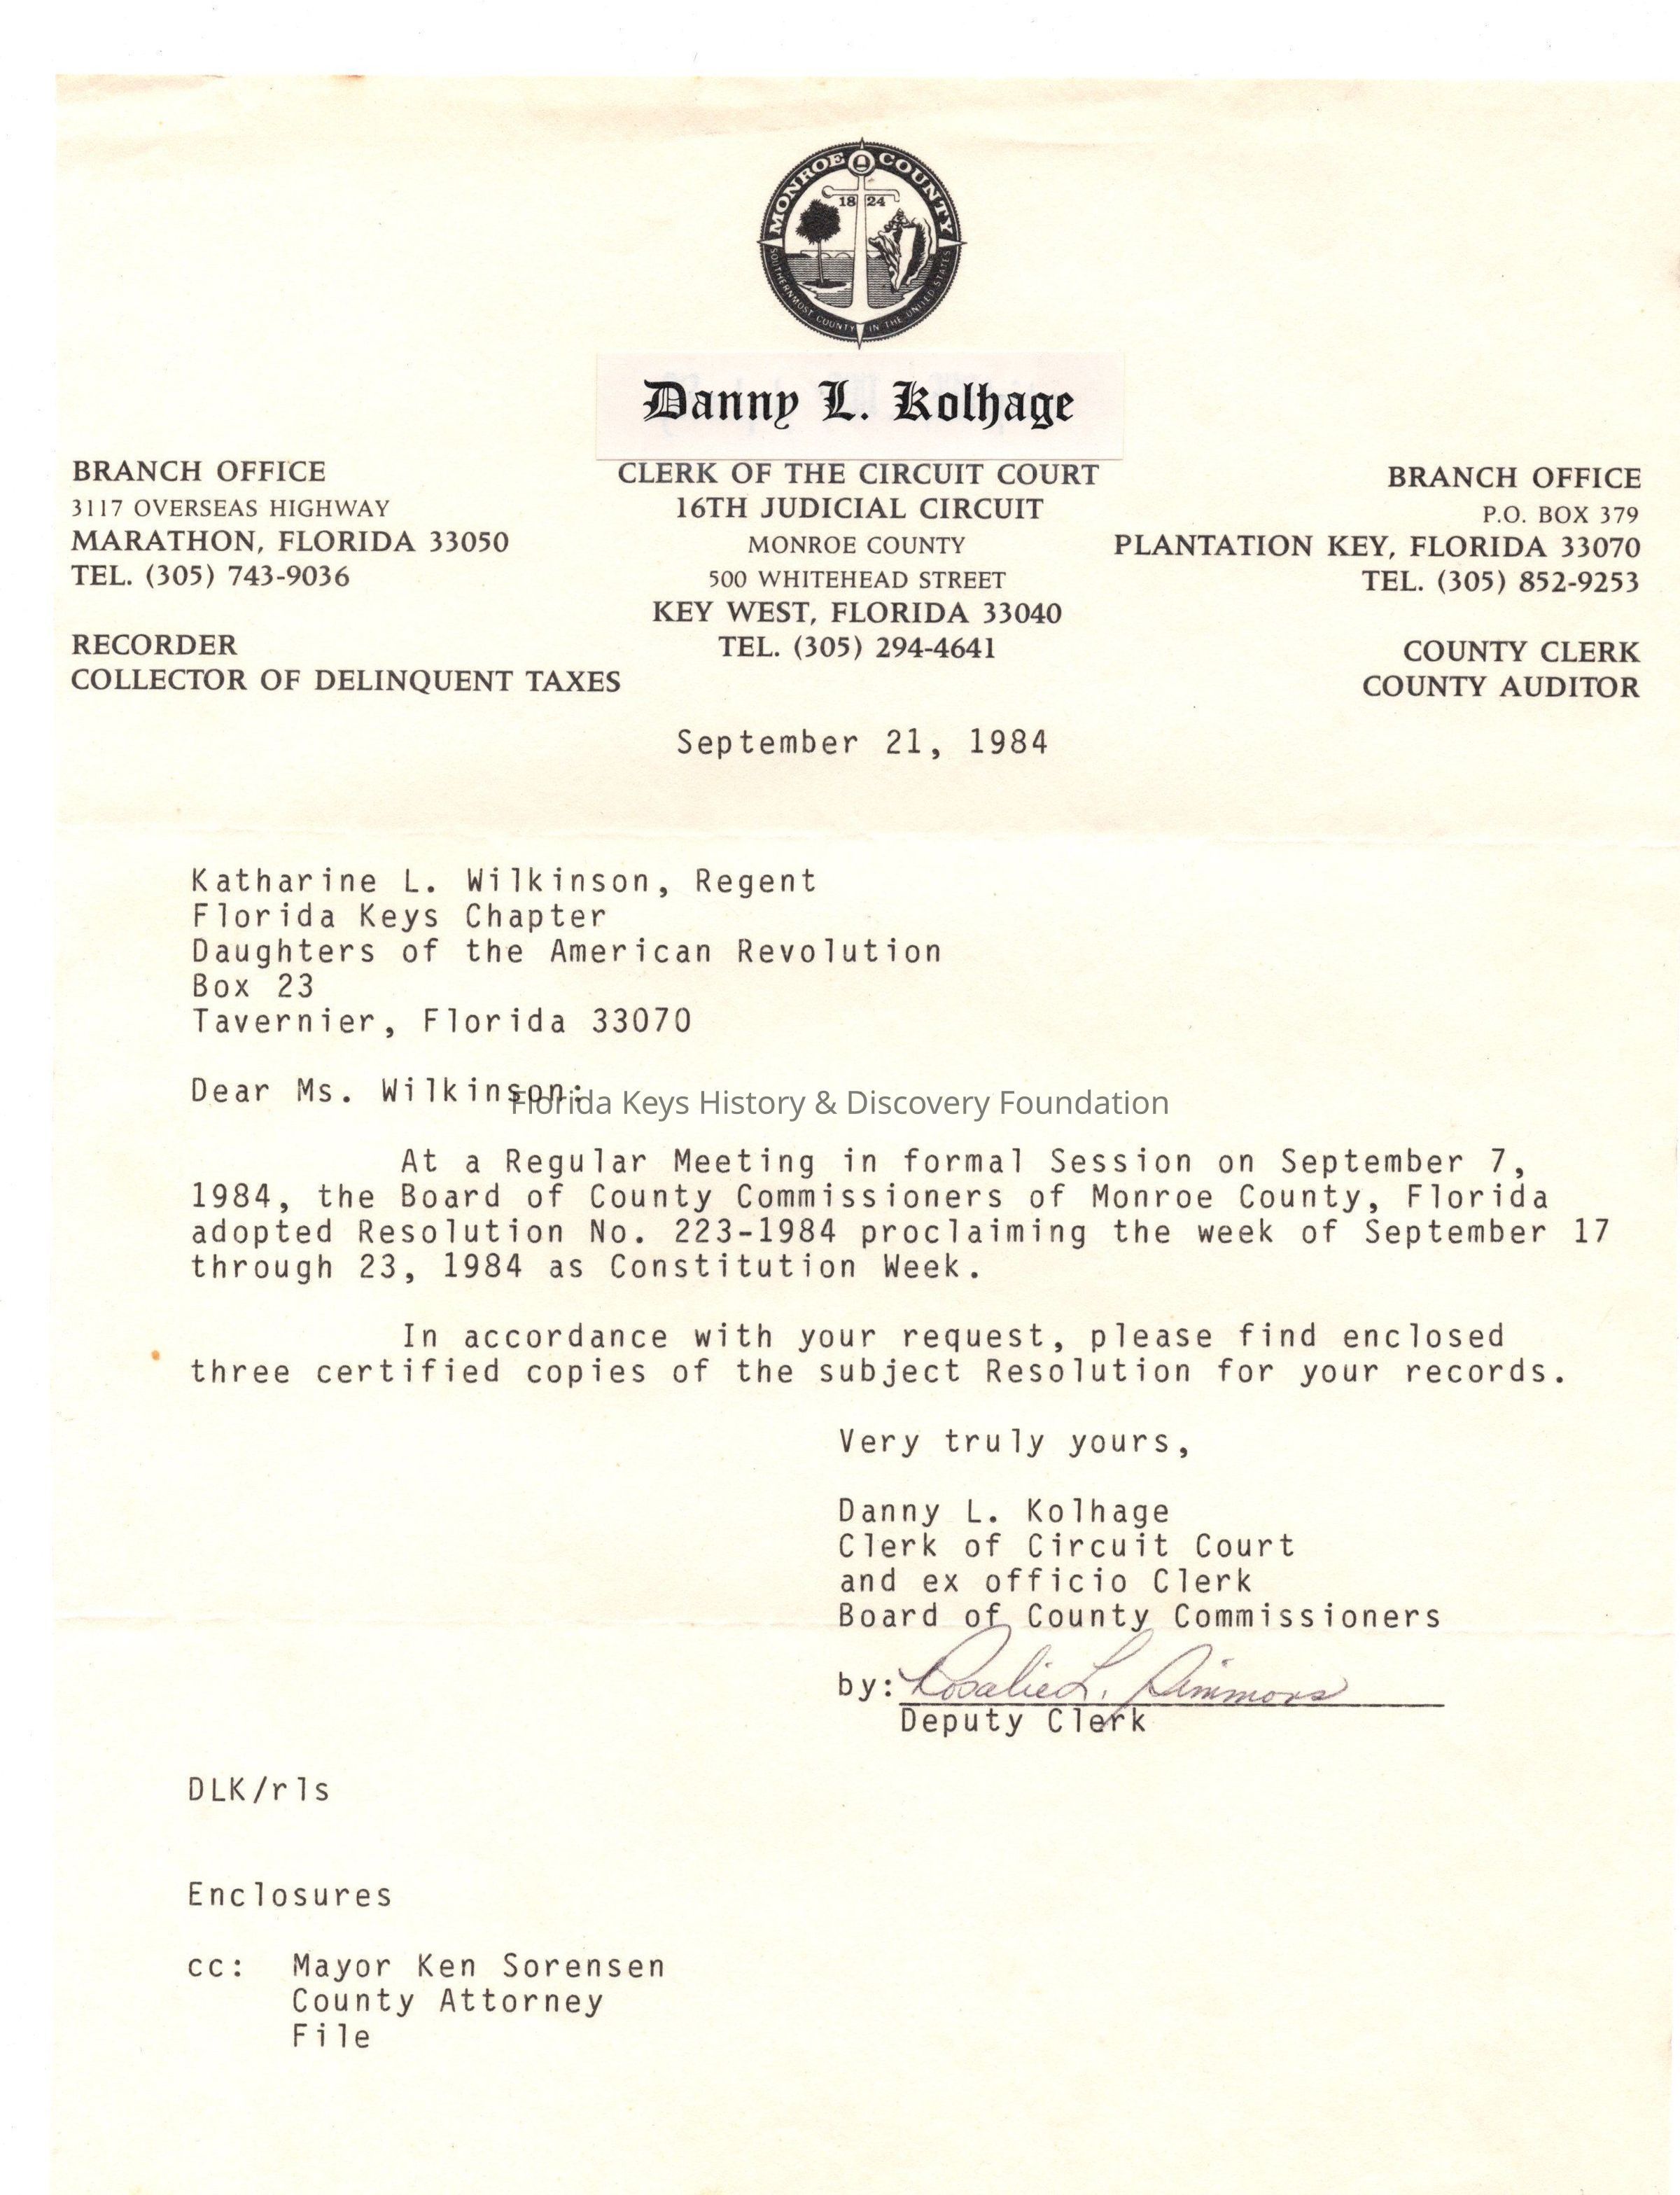 MONROE COUNTY
18 24
SOUTHERNMOST COUNTY IN THE UNITED STATES
Danny L. Kolhage
BRANCH OFFICE
3117 OVERSEAS HIGHWAY
MARATHON, FLORIDA 33050
TEL. (305) 743-9036
RECORDER
COLLECTOR OF DELINQUENT TAXES
CLERK OF THE CIRCUIT COURT
16TH JUDICIAL CIRCUIT
MONROE COUNTY
500 WHITEHEAD STREET
KEY WEST, FLORIDA 33040
TEL. (305) 294-4641
BRANCH OFFICE
P.O. BOX 379
PLANTATION KEY, FLORIDA 33070
TEL. (305) 852-9253
COUNTY CLERK
COUNTY AUDITOR
September 21, 1984
Katharine L. Wilkinson, Regent
Florida Keys Chapter
Daughters of the American Revolution
Box 23
Tavernier, Florida 33070
Dear Ms. Wilkinson:
Florida Keys History & Discovery Foundation
At a Regular Meeting in formal Session on September 7,
1984, the Board of County Commissioners of Monroe County, Florida
adopted Resolution No. 223-1984 proclaiming the week of September 17
through 23, 1984 as Constitution Week.
In accordance with your request, please find enclosed
three certified copies of the subject Resolution for your records.
Very truly yours,
Danny L. Kolhage
Clerk of Circuit Court
and ex officio Clerk
Board of County Commissioners
by: Rosalie L. Simmons
Deputy Clerk
DLK/rls
Enclosures
cc: Mayor Ken Sorensen
County Attorney
File